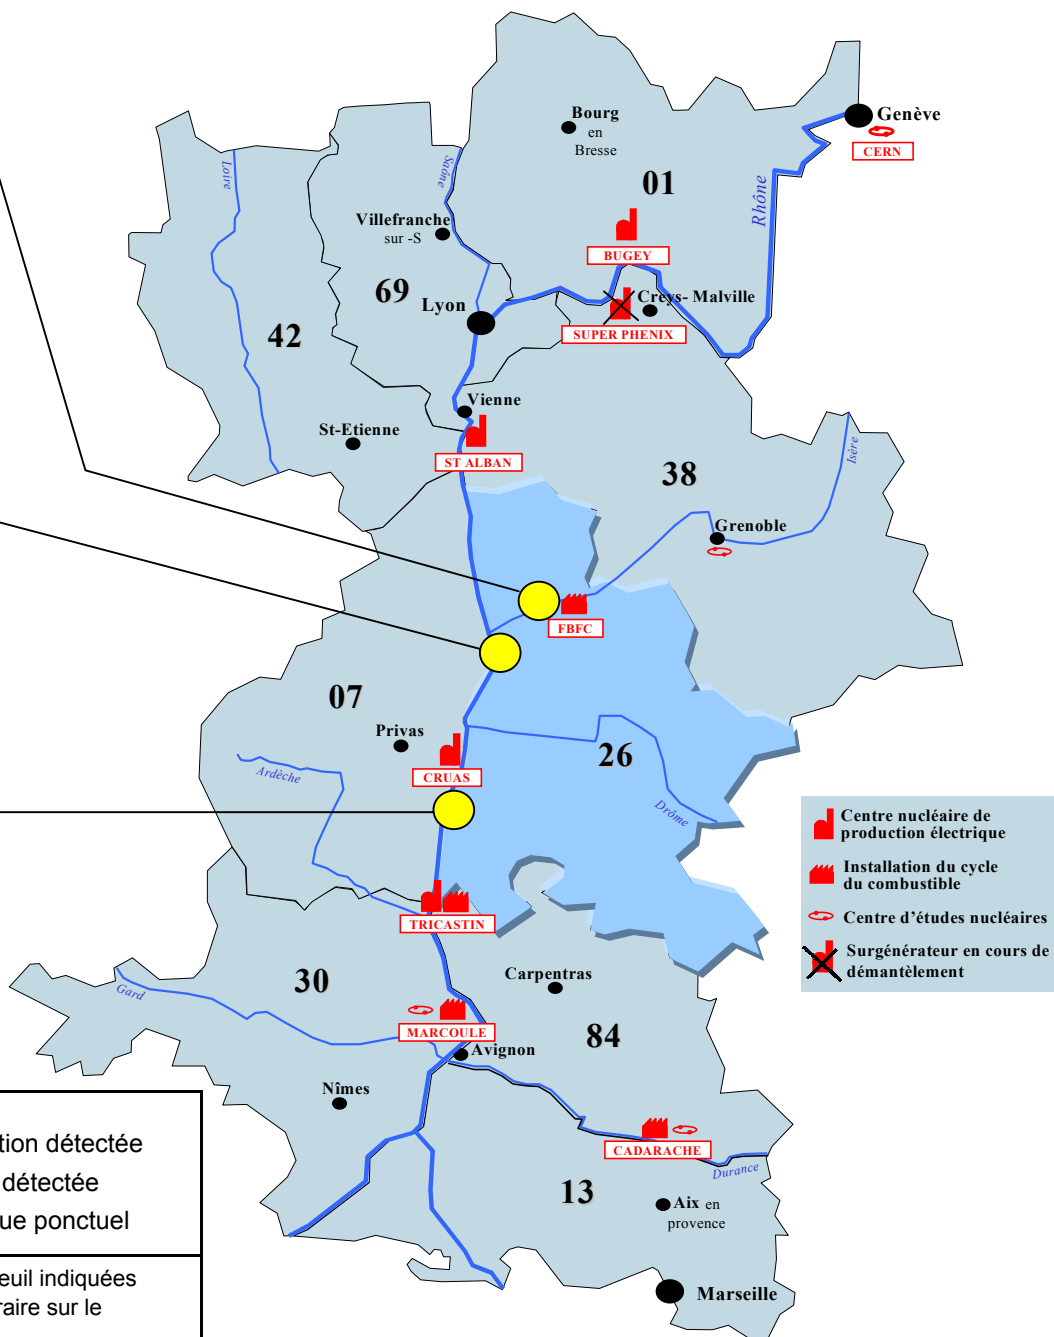 Genève
CERN
Bourg
en
Bresse
01
Rhône
Loire
Saône
Villefranche
sur -S
BUGEY
69
Lyon
Creys- Malville
SUPER PHENIX
42
Vienne
St-Etienne
ST ALBAN
38
Isère
Grenoble
FBFC
07
Privas
26
CRUAS
Ardèche
Drôme
Centre nucléaire de
production électrique
Installation du cycle
du combustible
Centre d'études nucléaires
Surgénérateur en cours de
démantèlement
TRICASTIN
30
Carpentras
Gard
MARCOULE
84
Avignon
Nîmes
CADARACHE
Durance
13
Aix en
provence
Marseille
tion détectée
détectée
ue ponctuel
euil indiquées
raire sur le